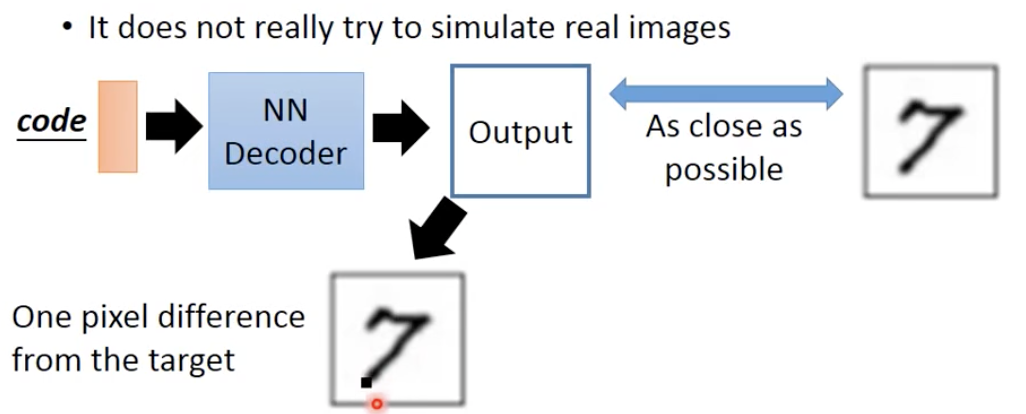 • It does not really try to simulate real images
code
NN
Decoder
Output
As close as
possible
7
One pixel difference
from the target
7